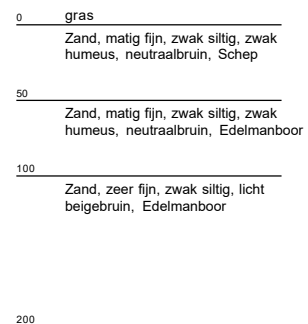 0 gras
Zand, matig fijn, zwak siltig, zwak
humeus, neutraalbruin, Schep
50
Zand, matig fijn, zwak siltig, zwak
humeus, neutraalbruin, Edelmanboor
100
Zand, zeer fijn, zwak siltig, licht
beigebruin, Edelmanboor
200